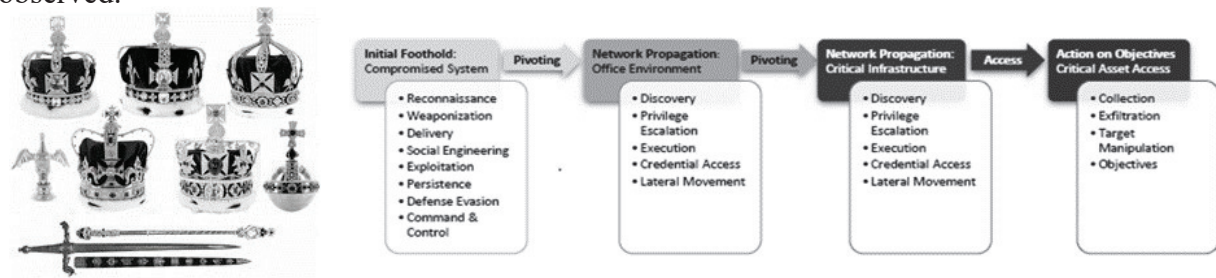 observed.
Initial Foothold:
Compromised System
• Reconnaissance
• Weaponization
• Delivery
• Social Engineering
• Exploitation
• Persistence
• Defense Evasion
• Command &
Control
Pivoting
Network Propagation:
Office Environment
• Discovery
• Privilege
Escalation
• Execution
• Credential Access
• Lateral Movement
Pivoting
Network Propagation:
Critical Infrastructure
• Discovery
• Privilege
Escalation
• Execution
• Credential Access
• Lateral Movement
Access
Action on Objectives
Critical Asset Access
• Collection
• Exfiltration
• Target
Manipulation
• Objectives